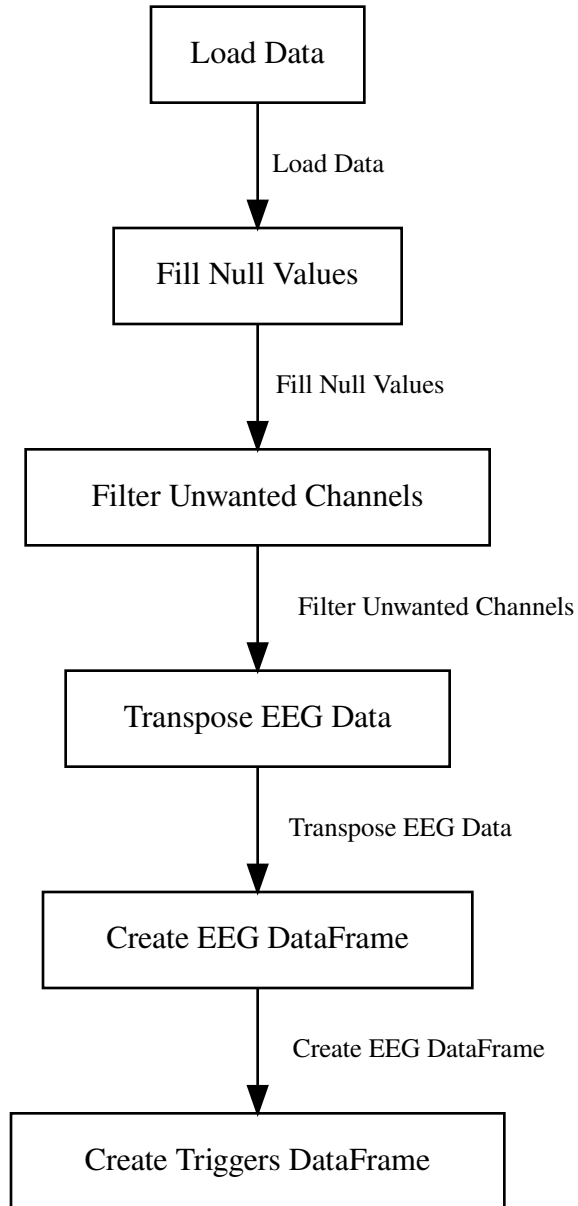 Load Data
Load Data
Fill Null Values
Fill Null Values
Filter Unwanted Channels
Filter Unwanted Channels
Transpose EEG Data
Transpose EEG Data
Create EEG DataFrame
Create EEG DataFrame
Create Triggers DataFrame